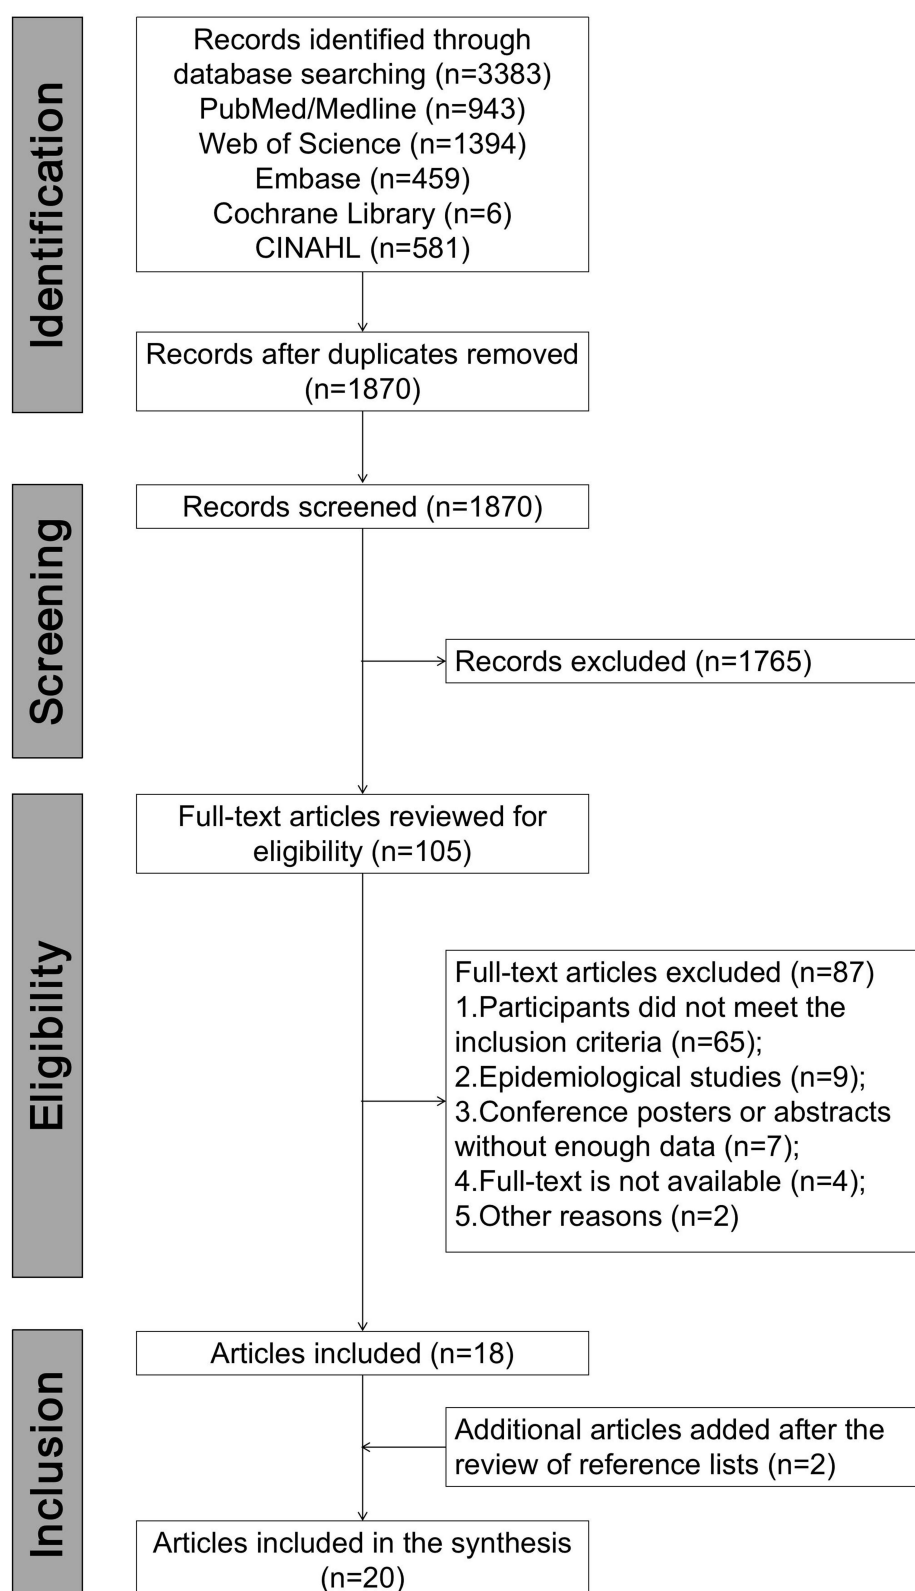 Identification
Records identified through
database searching (n=3383)
PubMed/Medline (n=943)
Web of Science (n=1394)
Embase (n=459)
Cochrane Library (n=6)
CINAHL (n=581)
Records after duplicates removed
(n=1870)
Screening
Records screened (n=1870)
Records excluded (n=1765)
Eligibility
Full-text articles reviewed for
eligibility (n=105)
Full-text articles excluded (n=87)
1.Participants did not meet the
inclusion criteria (n=65);
2.Epidemiological studies (n=9);
3.Conference posters or abstracts
without enough data (n=7);
4.Full-text is not available (n=4);
5.Other reasons (n=2)
Inclusion
Articles included (n=18)
Additional articles added after the
review of reference lists (n=2)
Articles included in the synthesis
(n=20)